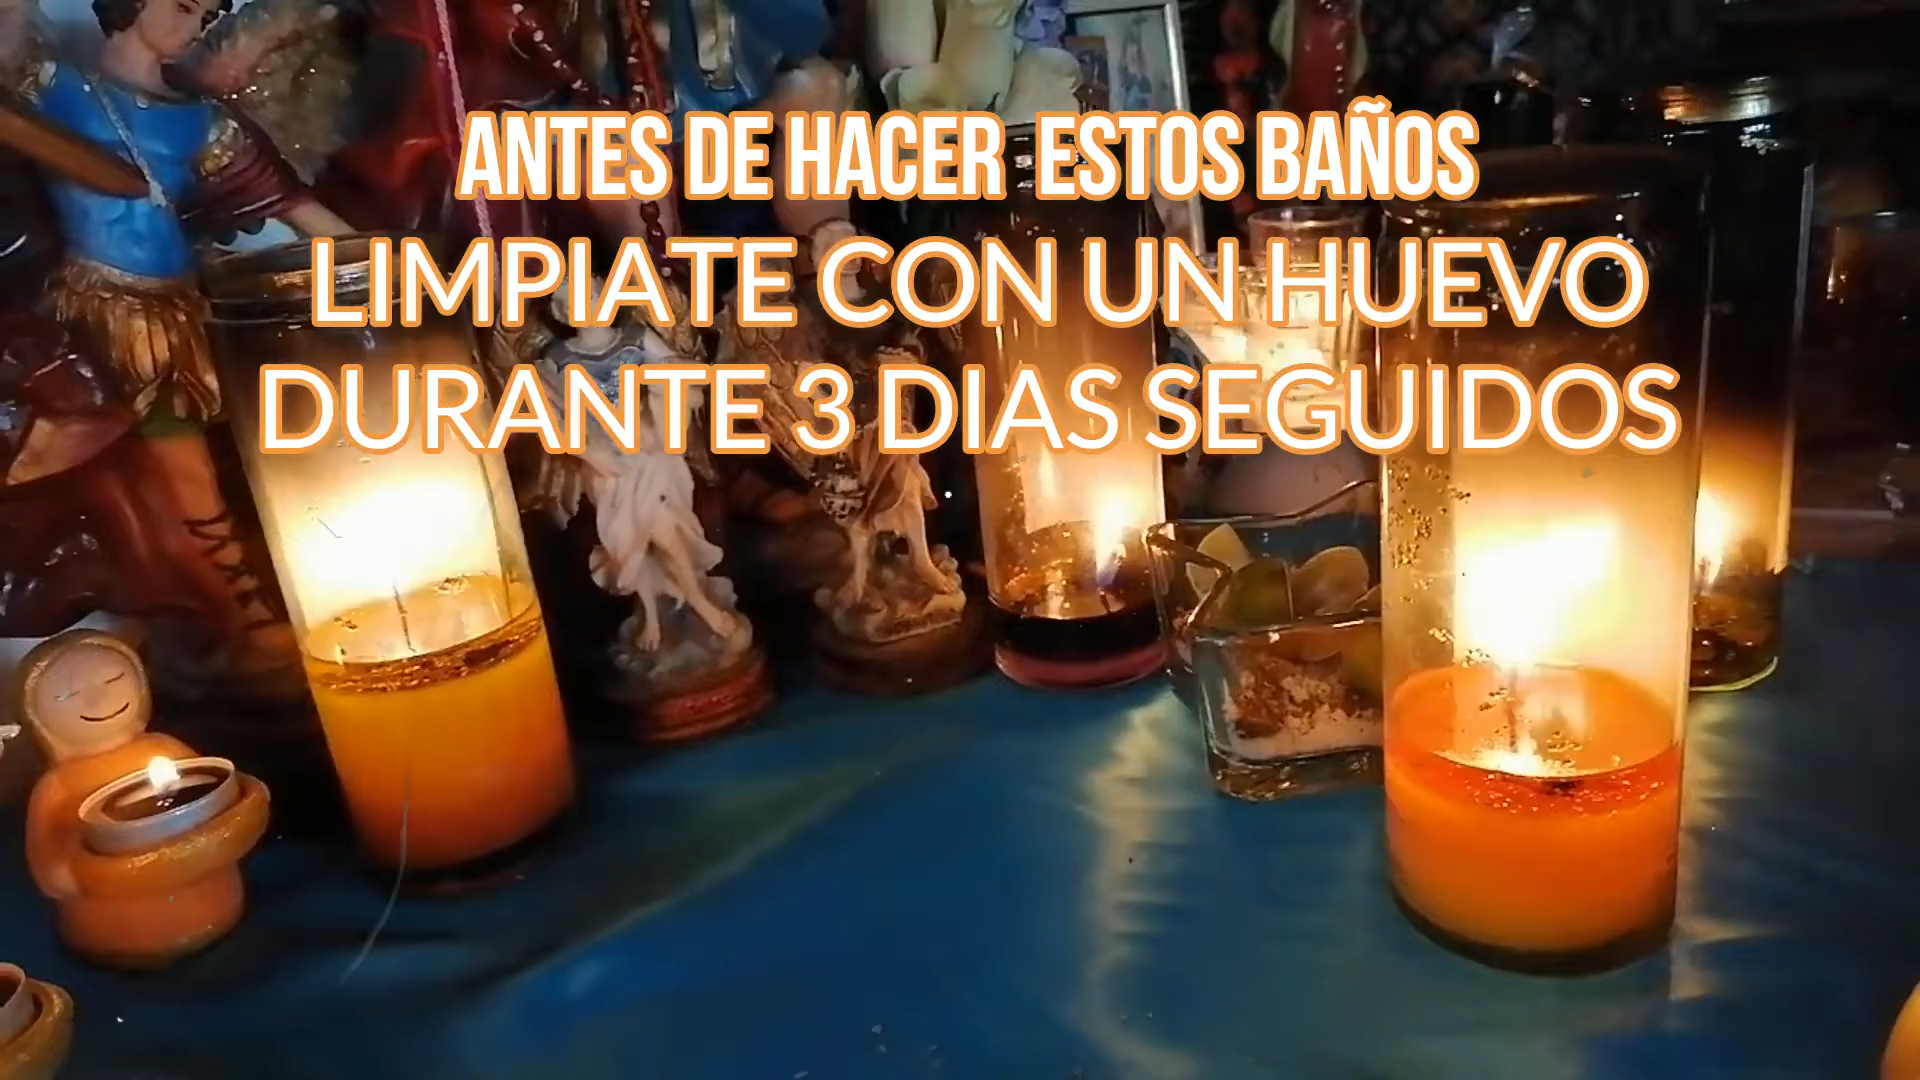 ANTES DE HACER ESTOS BAÑOS
LIMPIATE CON UN HUEVO
DURANTE 3 DIAS SEGUIDOS